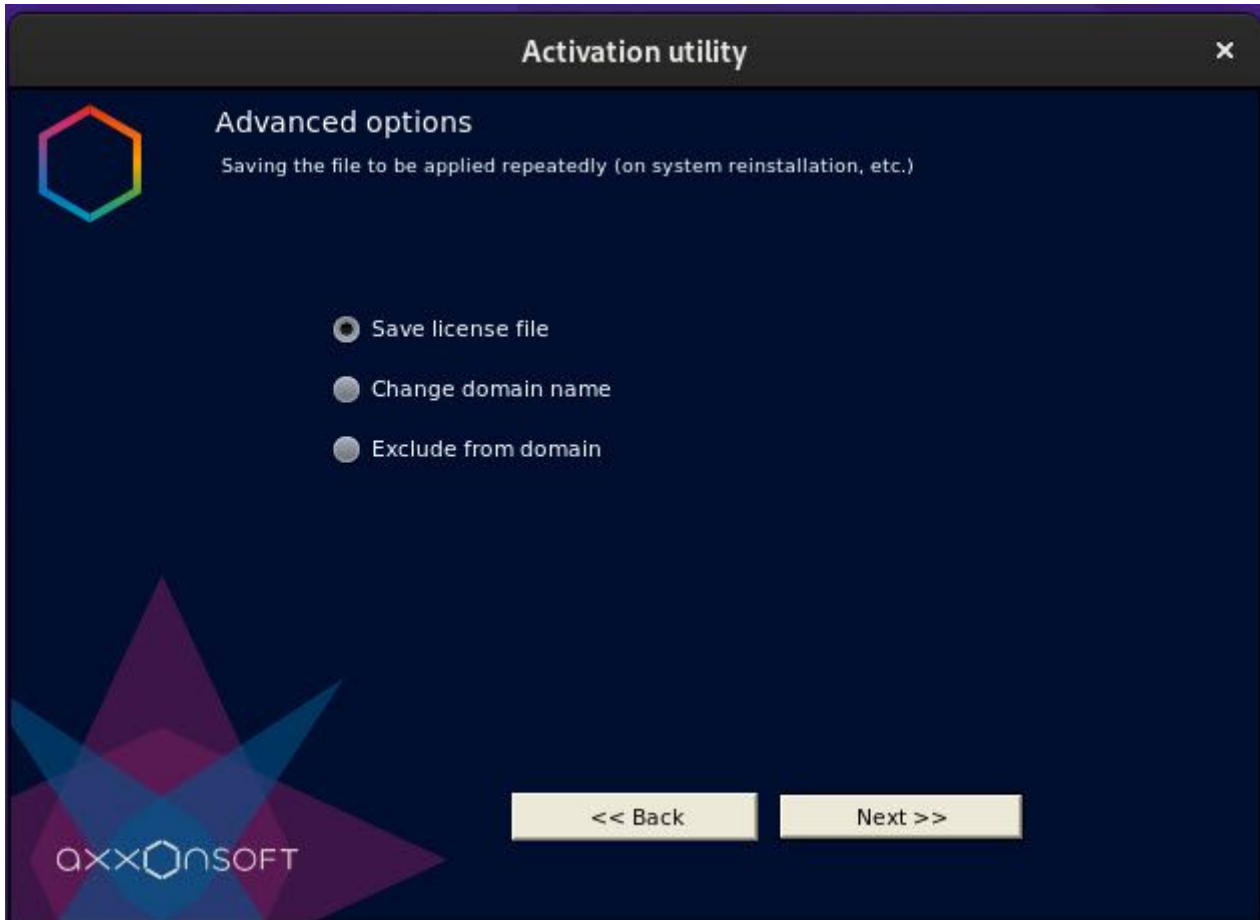 Activation utility
×
Advanced options
Saving the file to be applied repeatedly (on system reinstallation, etc.)
Save license file
Change domain name
Exclude from domain
<< Back
Next >>
axxonsoft